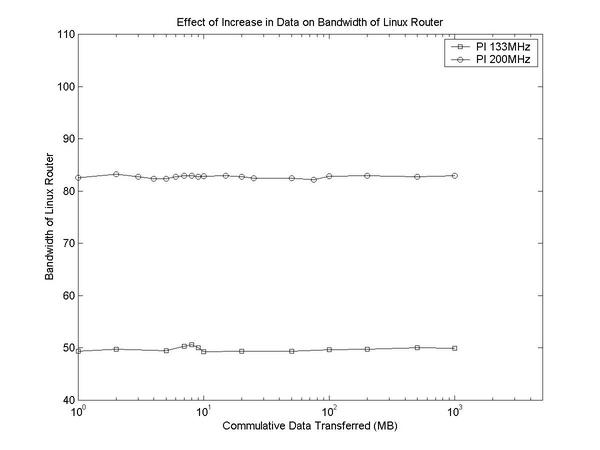 Effect of Increase in Data on Bandwidth of Linux Router
PI 133MHz
PI 200MHz
Bandwidth of Linux Router
110
100
90
80
70
60
50
40
10^0
10^1
10^2
10^3
Commulative Data Transferred (MB)